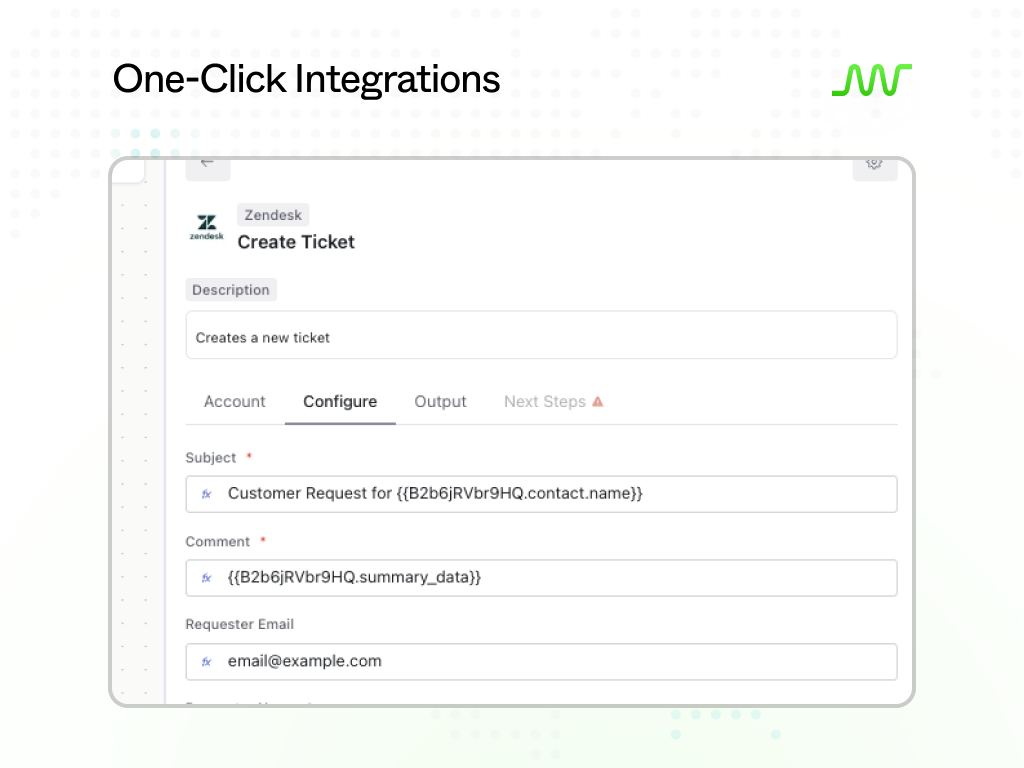 One-Click Integrations
Zendesk
zendesk
Create Ticket
Description
Creates a new ticket
Account Configure Output Next Steps
Subject *
fx Customer Request for {{B2b6jRVbr9HQ.contact.name}}
Comment *
fx {{B2b6jRVbr9HQ.summary_data}}
Requester Email
fx email@example.com